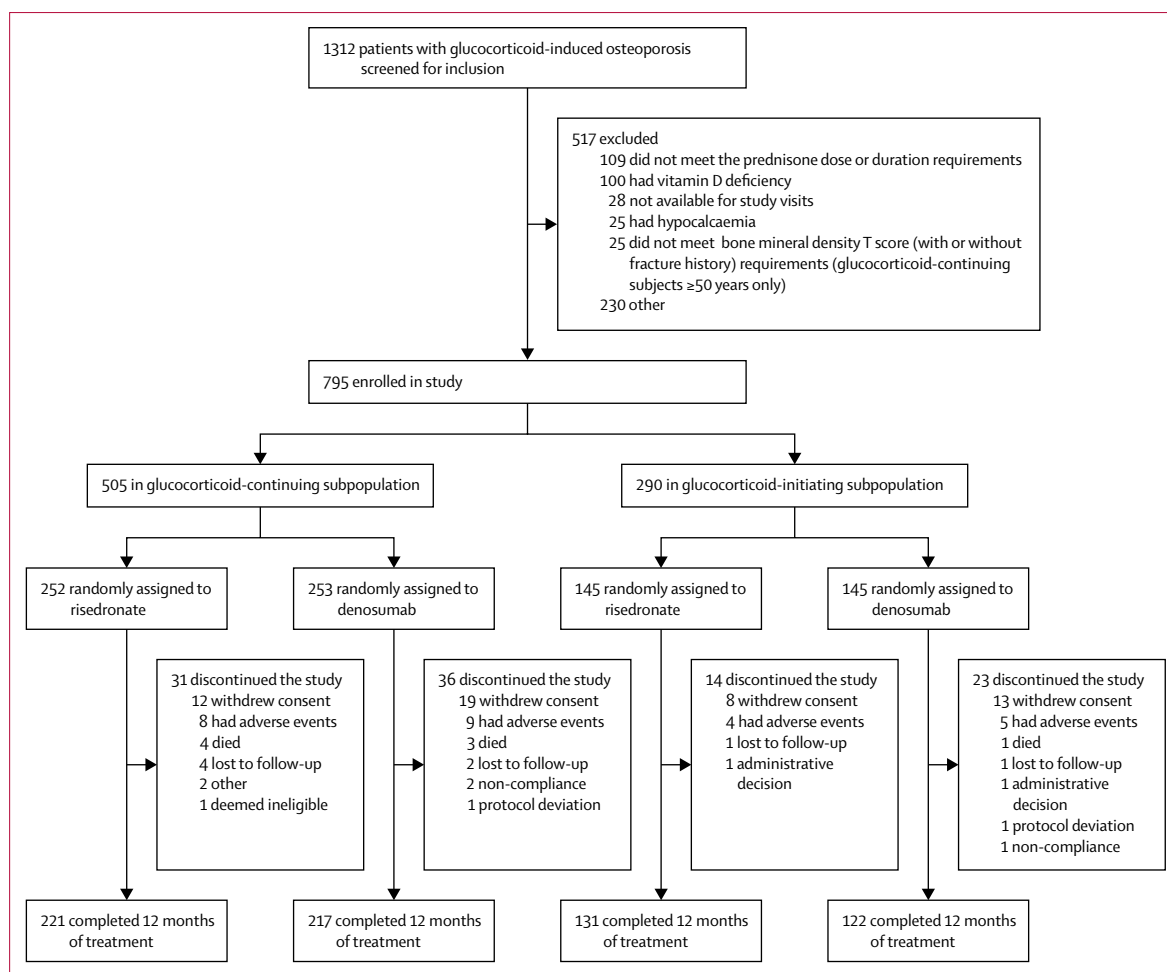 1312 patients with glucocorticoid-induced osteoporosis
screened for inclusion
517 excluded
109 did not meet the prednisone dose or duration requirements
100 had vitamin D deficiency
28 not available for study visits
25 had hypocalcaemia
25 did not meet bone mineral density T score (with or without
fracture history) requirements (glucocorticoid-continuing
subjects ≥50 years only)
230 other
795 enrolled in study
505 in glucocorticoid-continuing subpopulation
290 in glucocorticoid-initiating subpopulation
252 randomly assigned to
risedronate
253 randomly assigned to
denosumab
145 randomly assigned to
risedronate
145 randomly assigned to
denosumab
31 discontinued the study
12 withdrew consent
8 had adverse events
4 died
4 lost to follow-up
2 other
1 deemed ineligible
36 discontinued the study
19 withdrew consent
9 had adverse events
3 died
2 lost to follow-up
2 non-compliance
1 protocol deviation
14 discontinued the study
8 withdrew consent
4 had adverse events
1 lost to follow-up
1 administrative
decision
23 discontinued the study
13 withdrew consent
5 had adverse events
1 died
1 lost to follow-up
1 administrative
decision
1 protocol deviation
1 non-compliance
221 completed 12 months
of treatment
217 completed 12 months
of treatment
131 completed 12 months
of treatment
122 completed 12 months
of treatment